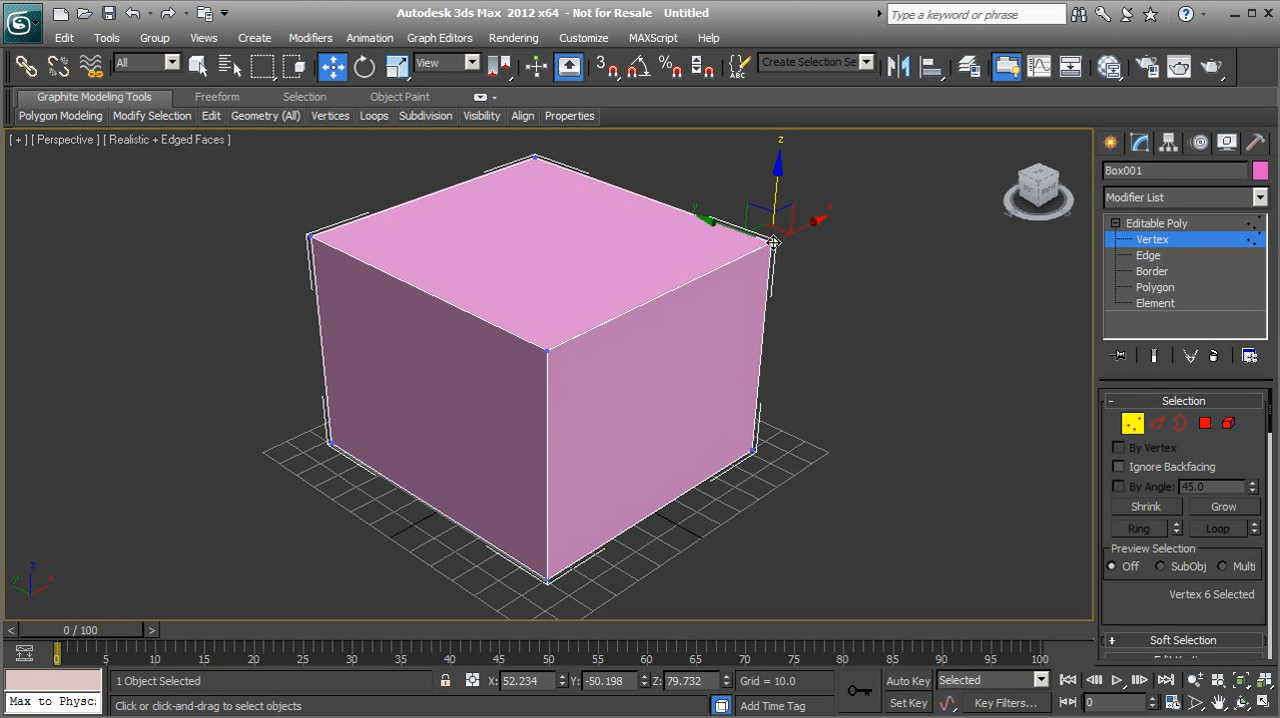 Autodesk 3ds Max 2012 x64 - Not for Resale Untitled
Type a keyword or phrase
Edit Tools Group Views Create Modifiers Animation Graph Editors Rendering Customize MAXScript Help
All View Create Selection Se
Graphite Modeling Tools Freeform Selection Object Paint
Polygon Modeling Modify Selection Edit Geometry (All) Vertices Loops Subdivision Visibility Align Properties
[ + ] [ Perspective ] [ Realistic + Edged Faces ]
z
y
x
Box001
Modifier List
Editable Poly
Vertex
Edge
Border
Polygon
Element
- Selection
By Vertex
Ignore Backfacing
By Angle: 45.0
Shrink Grow
Ring Loop
Preview Selection
Off SubObj Multi
Vertex 6 Selected
+ Soft Selection
z
y x
< 0 / 100 >
0 5 10 15 20 25 30 35 40 45 50 55 60 65 70 75 80 85 90 95 100
1 Object Selected X: 52.234 Y: -50.198 Z: 79.732 Grid = 10.0 Auto Key Selected
Max to Physc Click or click-and-drag to select objects Add Time Tag Set Key Key Filters... 0